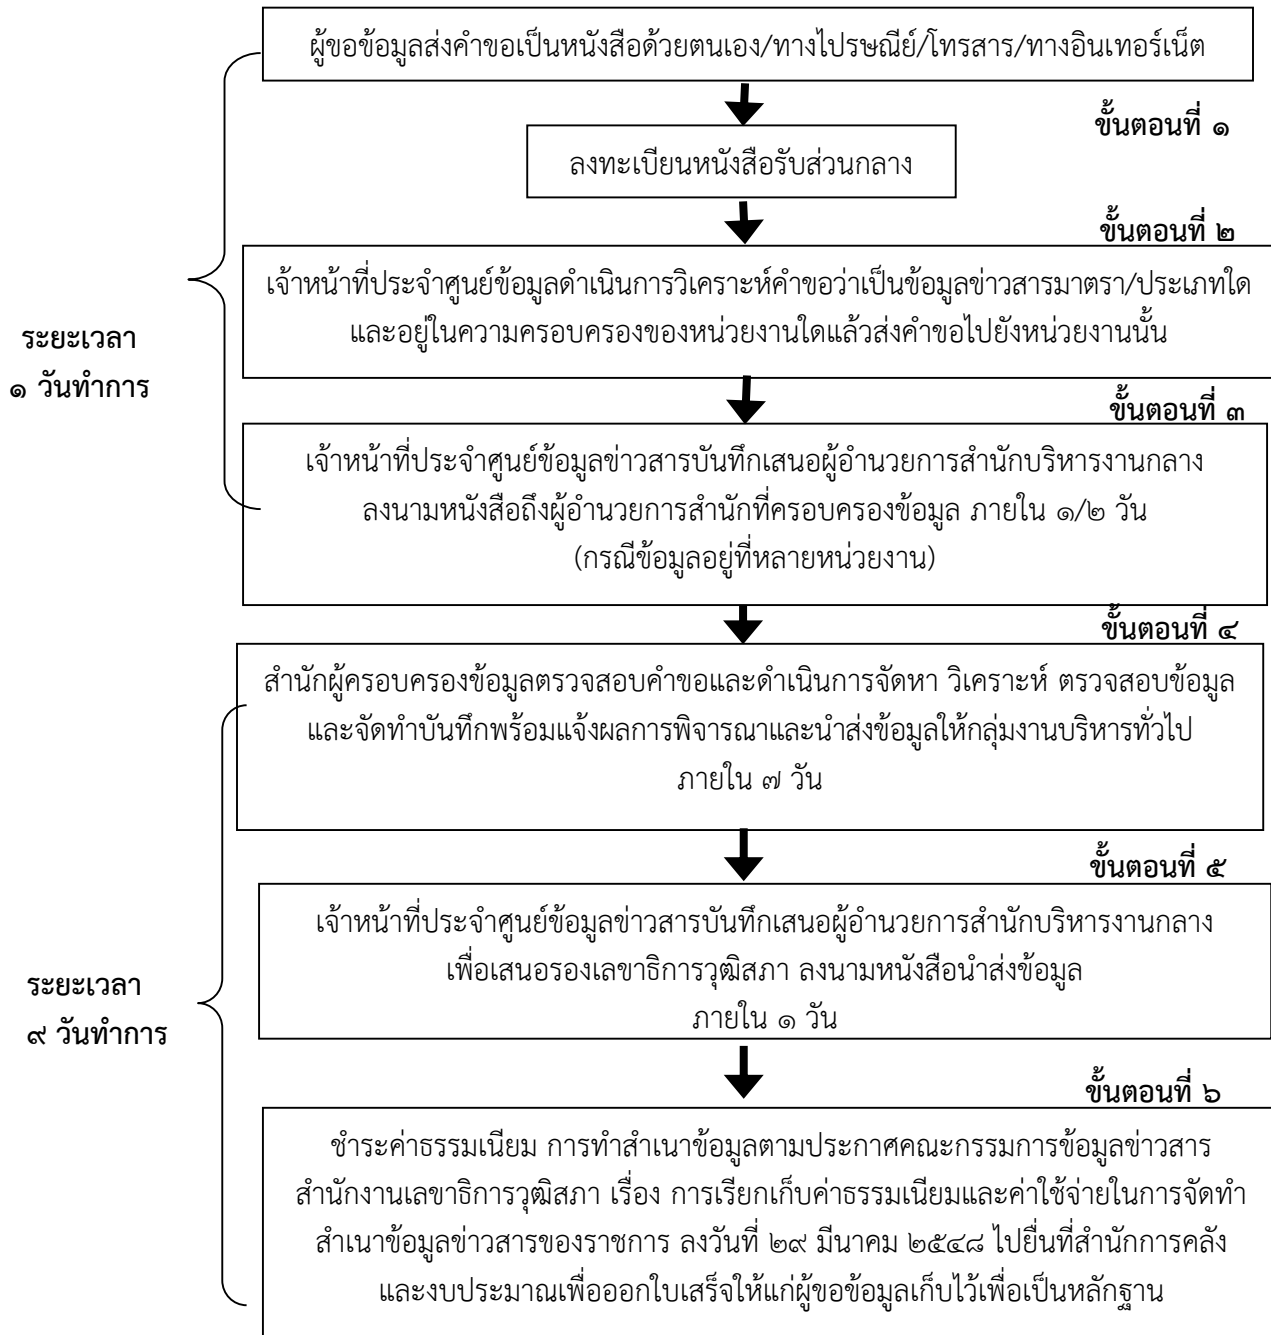 ผู้ขอข้อมูลส่งคำขอเป็นหนังสือด้วยตนเอง/ทางไปรษณีย์/โทรสาร/ทางอินเทอร์เน็ต
ขั้นตอนที่ ๑
ลงทะเบียนหนังสือรับส่วนกลาง
ขั้นตอนที่ ๒
เจ้าหน้าที่ประจำศูนย์ข้อมูลดำเนินการวิเคราะห์คำขอว่าเป็นข้อมูลข่าวสารมาตรา/ประเภทใด
และอยู่ในความครอบครองของหน่วยงานใดแล้วส่งคำขอไปยังหน่วยงานนั้น
ระยะเวลา
๑ วันทำการ
ขั้นตอนที่ ๓
เจ้าหน้าที่ประจำศูนย์ข้อมูลข่าวสารบันทึกเสนอผู้อำนวยการสำนักบริหารงานกลาง
ลงนามหนังสือถึงผู้อำนวยการสำนักที่ครอบครองข้อมูล ภายใน ๑/๒ วัน
(กรณีข้อมูลอยู่ที่หลายหน่วยงาน)
ขั้นตอนที่ ๔
สำนักผู้ครอบครองข้อมูลตรวจสอบคำขอและดำเนินการจัดหา วิเคราะห์ ตรวจสอบข้อมูล
และจัดทำบันทึกพร้อมแจ้งผลการพิจารณาและนำส่งข้อมูลให้กลุ่มงานบริหารทั่วไป
ภายใน ๗ วัน
ขั้นตอนที่ ๕
เจ้าหน้าที่ประจำศูนย์ข้อมูลข่าวสารบันทึกเสนอผู้อำนวยการสำนักบริหารงานกลาง
เพื่อเสนอรองเลขาธิการวุฒิสภา ลงนามหนังสือนำส่งข้อมูล
ภายใน ๑ วัน
ระยะเวลา
๙ วันทำการ
ขั้นตอนที่ ๖
ชำระค่าธรรมเนียม การทำสำเนาข้อมูลตามประกาศคณะกรรมการข้อมูลข่าวสาร
สำนักงานเลขาธิการวุฒิสภา เรื่อง การเรียกเก็บค่าธรรมเนียมและค่าใช้จ่ายในการจัดทำ
สำเนาข้อมูลข่าวสารของราชการ ลงวันที่ ๒๙ มีนาคม ๒๕๔๘ ไปยื่นที่สำนักการคลัง
และงบประมาณเพื่อออกใบเสร็จให้แก่ผู้ขอข้อมูลเก็บไว้เพื่อเป็นหลักฐาน